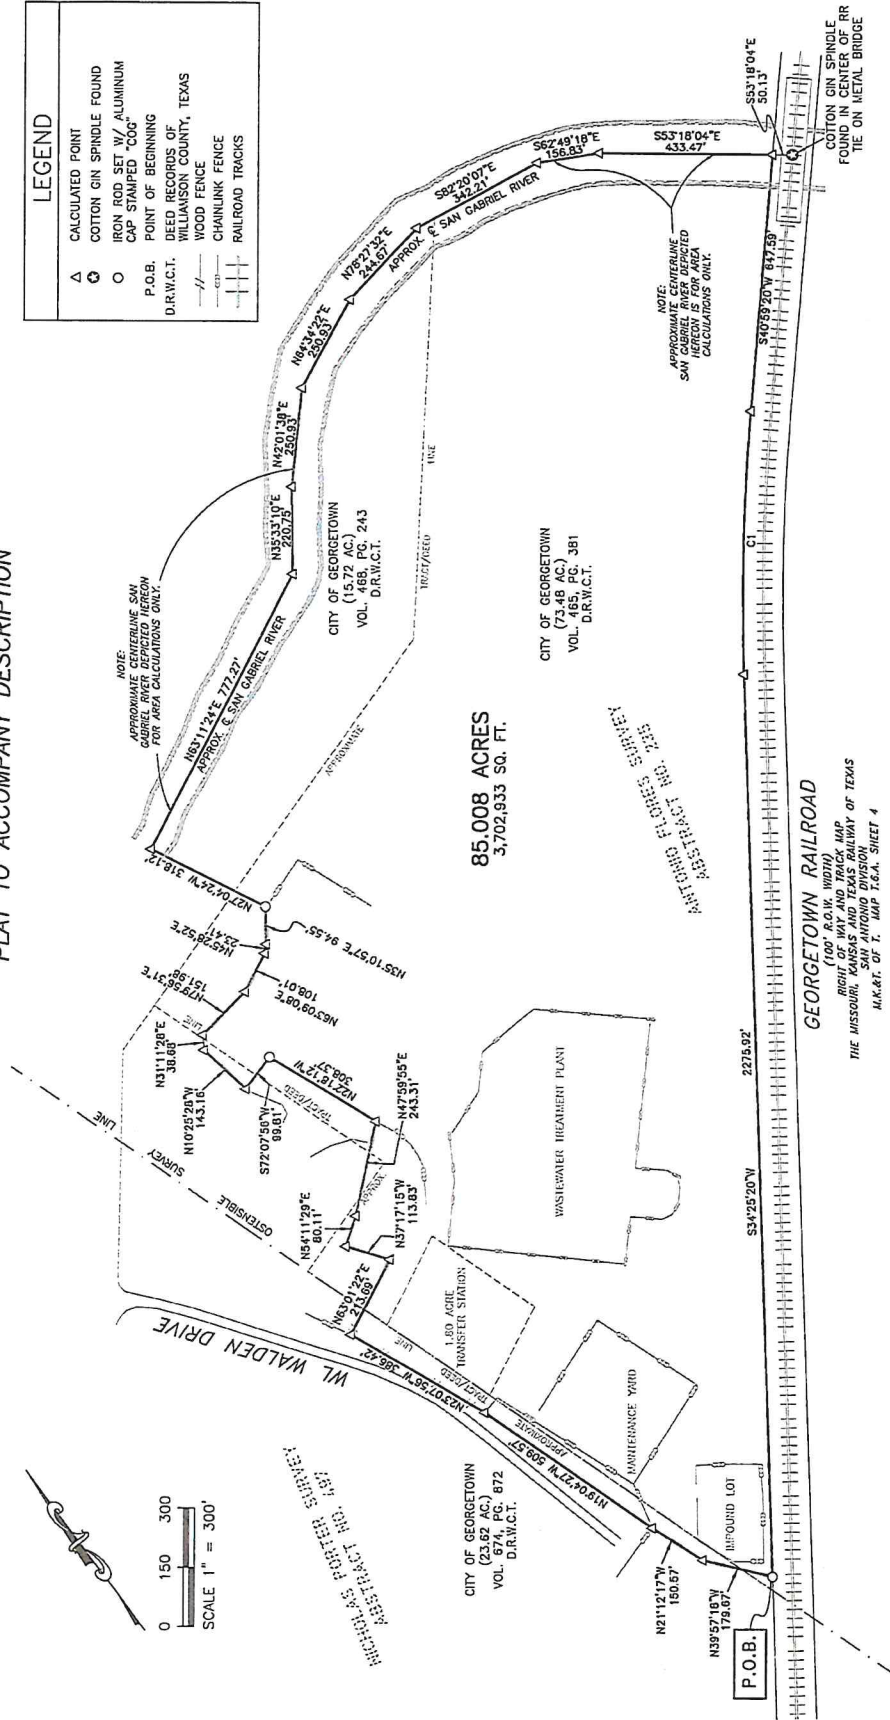 PLAT TO ACCOMPANY DESCRIPTION
LEGEND
CALCULATED POINT
COTTON GIN SPINDLE FOUND
IRON ROD SET W/ ALUMINUM
CAP STAMPED "COG"
P.O.B. POINT OF BEGINNING
D.R.W.C.T. DEED RECORDS OF
WILLIAMSON COUNTY, TEXAS
WOOD FENCE
CHAINLINK FENCE
RAILROAD TRACKS
0 150 300
SCALE 1" = 300'
NICHOLAS PORTER SURVEY
ABSTRACT NO. 497
WL WALDEN DRIVE
OSTENSIBLE SURVEY LINE
CITY OF GEORGETOWN
(23.62 AC.)
VOL. 674, PG. 872
D.R.W.C.T.
P.O.B.
N39°57'18"W
179.67'
N21°12'17"W
150.57'
N19°04'27"W 509.57'
N23°07'56"W 386.42'
N63°01'22"E
213.69'
N37°17'15"W
113.83'
N54°11'29"E
80.11'
N47°59'55"E
243.31'
N22°18'12"W
308.37'
S72°07'58"W
99.81'
N10°25'28"W
143.16'
N31°11'28"E
38.68'
N79°56'31"E
151.98'
N63°09'08"E
108.01'
N45°28'52"E
23.41'
N35°10'57"E 94.55'
N27°04'24"W 318.12'
NOTE:
APPROXIMATE CENTERLINE SAN
GABRIEL RIVER DEPICTED HEREON
FOR AREA CALCULATIONS ONLY.
N63°11'24"E 777.27'
APPROX. ℄ SAN GABRIEL RIVER
N35°33'10"E
220.75'
N42°01'38"E
250.93'
N64°34'22"E
250.93'
N76°27'32"E
244.67'
APPROX. ℄ SAN GABRIEL RIVER
S82°20'07"E
342.21'
S62°49'18"E
156.83'
S53°18'04"E
433.47'
S53°18'04"E
50.13'
COTTON GIN SPINDLE
FOUND IN CENTER OF RR
TIE ON METAL BRIDGE
NOTE:
APPROXIMATE CENTERLINE
SAN GABRIEL RIVER DEPICTED
HEREON IS FOR AREA
CALCULATIONS ONLY.
CITY OF GEORGETOWN
(15.72 AC.)
VOL. 468, PG. 243
D.R.W.C.T.
APPROXIMATE TRACT/DEED LINE
CITY OF GEORGETOWN
(73.48 AC.)
VOL. 465, PG. 381
D.R.W.C.T.
85.008 ACRES
3,702,933 SQ. FT.
ANTONIO FLORES SURVEY
ABSTRACT NO. 235
APPROX. TRACT/DEED LINE
APPROXIMATE TRACT/DEED LINE
1.80 ACRE
TRANSFER STATION
WASTEWATER TREATMENT PLANT
MAINTENANCE YARD
IMPOUND LOT
S40°59'20"W 647.59'
C1
S34°25'20"W 2275.92'
GEORGETOWN RAILROAD
(100' R.O.W. WIDTH)
RIGHT OF WAY AND TRACK MAP
THE MISSOURI, KANSAS AND TEXAS RAILWAY OF TEXAS
SAN ANTONIO DIVISION
M.K.&T. OF T. MAP T.6.A. SHEET 4